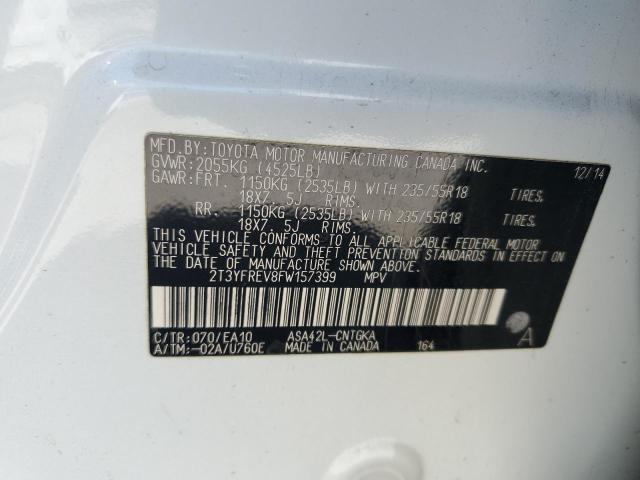 MFD.BY:TOYOTA MOTOR MANUFACTURING CANADA INC. 12/14
GVWR:2055KG (4525LB)
GAWR:FRT. 1150KG (2535LB) WITH 235/55R18 TIRES.
18X7.5J RIMS.
RR. 1150KG (2535LB) WITH 235/55R18 TIRES.
18X7.5J RIMS.
THIS VEHICLE CONFORMS TO ALL APPLICABLE FEDERAL MOTOR
VEHICLE SAFETY AND THEFT PREVENTION STANDARDS IN EFFECT ON
THE DATE OF MANUFACTURE SHOWN ABOVE.
2T3YFREV8FW157399 MPV
C/TR:070/EA10 ASA42L-CNTGKA
A/TM:-02A/U760E MADE IN CANADA 164
A